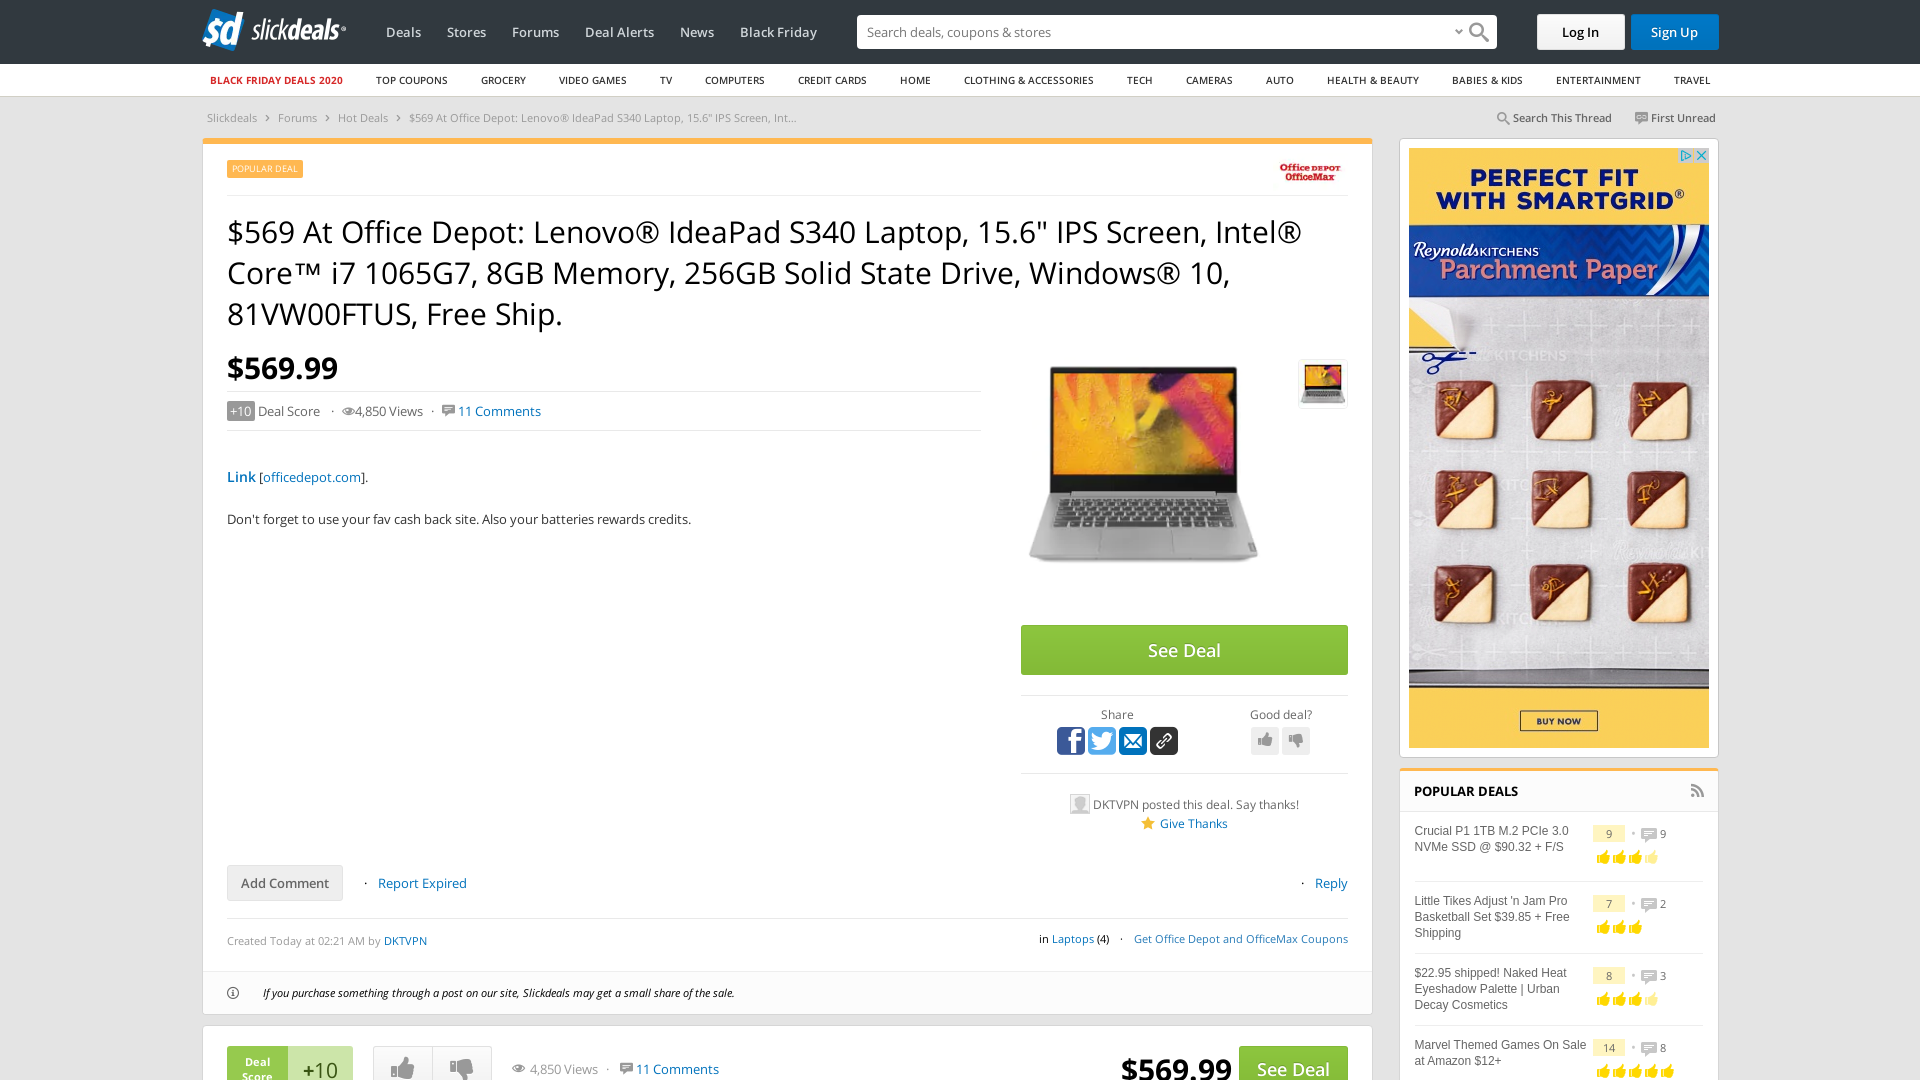 slickdeals
Deals
Stores
Forums
Deal Alerts
News
Black Friday
Search deals, coupons & stores
Log In
Sign Up
BLACK FRIDAY DEALS 2020
TOP COUPONS
GROCERY
VIDEO GAMES
TV
COMPUTERS
CREDIT CARDS
HOME
CLOTHING & ACCESSORIES
TECH
CAMERAS
AUTO
HEALTH & BEAUTY
BABIES & KIDS
ENTERTAINMENT
TRAVEL
Slickdeals › Forums › Hot Deals › $569 At Office Depot: Lenovo® IdeaPad S340 Laptop, 15.6" IPS Screen, Int...
Search This Thread
First Unread
POPULAR DEAL
Office DEPOT
OfficeMax
$569 At Office Depot: Lenovo® IdeaPad S340 Laptop, 15.6" IPS Screen, Intel®
Core™ i7 1065G7, 8GB Memory, 256GB Solid State Drive, Windows® 10,
81VW00FTUS, Free Ship.
$569.99
+10 Deal Score · 4,850 Views · 11 Comments
Link [officedepot.com].
Don't forget to use your fav cash back site. Also your batteries rewards credits.
See Deal
Share
Good deal?
DKTVPN posted this deal. Say thanks!
Give Thanks
Add Comment
· Report Expired
· Reply
Created Today at 02:21 AM by DKTVPN
in Laptops (4) · Get Office Depot and OfficeMax Coupons
If you purchase something through a post on our site, Slickdeals may get a small share of the sale.
Deal
Score
+10
4,850 Views ·
11 Comments
$569.99
See Deal
PERFECT FIT
WITH SMARTGRID®
Reynolds KITCHENS
Parchment Paper
BUY NOW
POPULAR DEALS
Crucial P1 1TB M.2 PCIe 3.0
NVMe SSD @ $90.32 + F/S
9 • 9
Little Tikes Adjust 'n Jam Pro
Basketball Set $39.85 + Free
Shipping
7 • 2
$22.95 shipped! Naked Heat
Eyeshadow Palette | Urban
Decay Cosmetics
8 • 3
Marvel Themed Games On Sale
at Amazon $12+
14 • 8